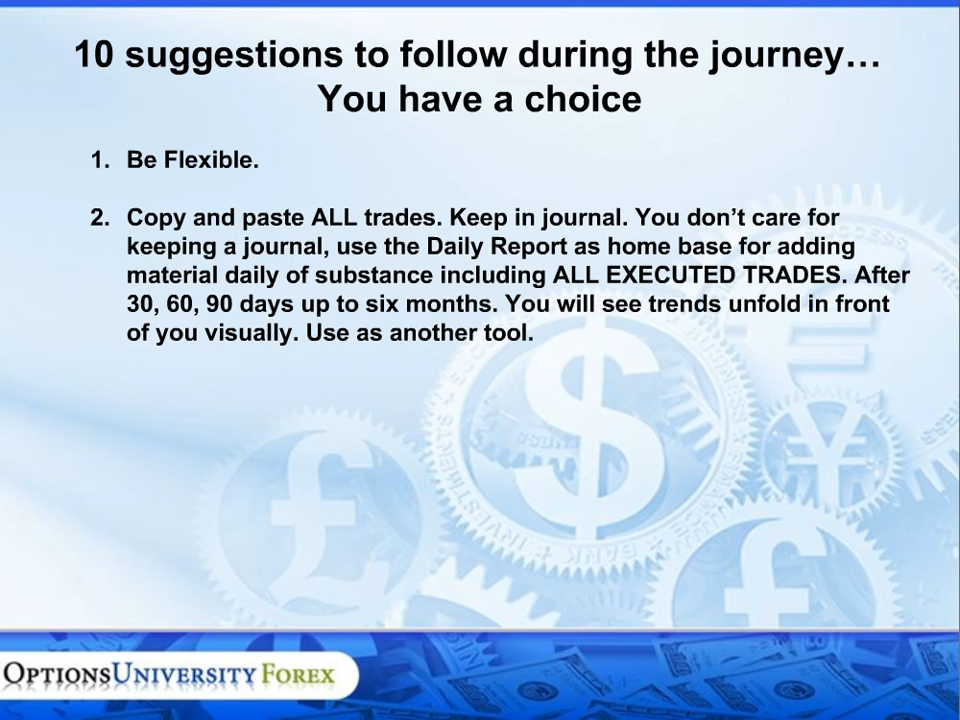 10 suggestions to follow during the journey…
You have a choice
1. Be Flexible.
2. Copy and paste ALL trades. Keep in journal. You don’t care for
keeping a journal, use the Daily Report as home base for adding
material daily of substance including ALL EXECUTED TRADES. After
30, 60, 90 days up to six months. You will see trends unfold in front
of you visually. Use as another tool.
OPTIONSUNIVERSITY FOREX